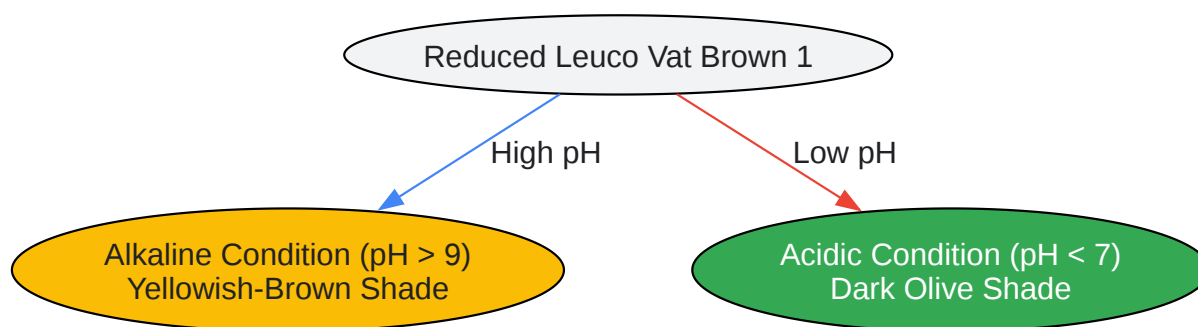 Reduced Leuco Vat Brown 1
High pH
Low pH
Alkaline Condition (pH > 9)
Yellowish-Brown Shade
Acidic Condition (pH < 7)
Dark Olive Shade